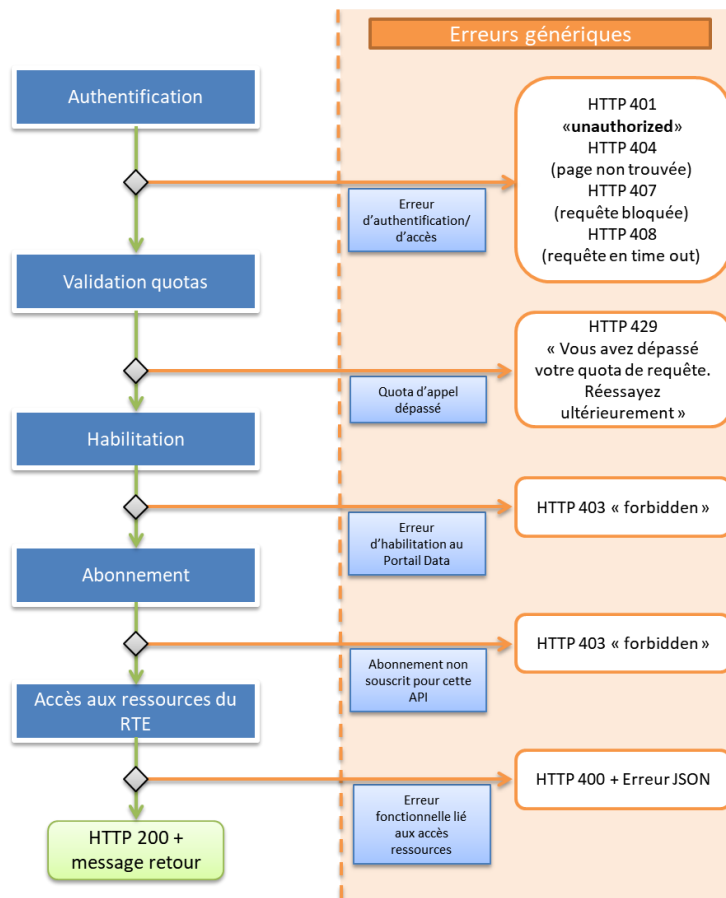 Erreurs génériques
Authentification
HTTP 401
«unauthorized»
HTTP 404
(page non trouvée)
HTTP 407
(requête bloquée)
HTTP 408
(requête en time out)
Erreur
d'authentification/
d'accès
Validation quotas
HTTP 429
« Vous avez dépassé
votre quota de requête.
Réessayez
ultérieurement »
Quota d'appel
dépassé
Habilitation
HTTP 403 « forbidden »
Erreur
d'habilitation au
Portail Data
Abonnement
HTTP 403 « forbidden »
Abonnement non
souscrit pour cette
API
Accès aux ressources du
RTE
HTTP 400 + Erreur JSON
Erreur
fonctionnelle lié
aux accès
ressources
HTTP 200 +
message retour